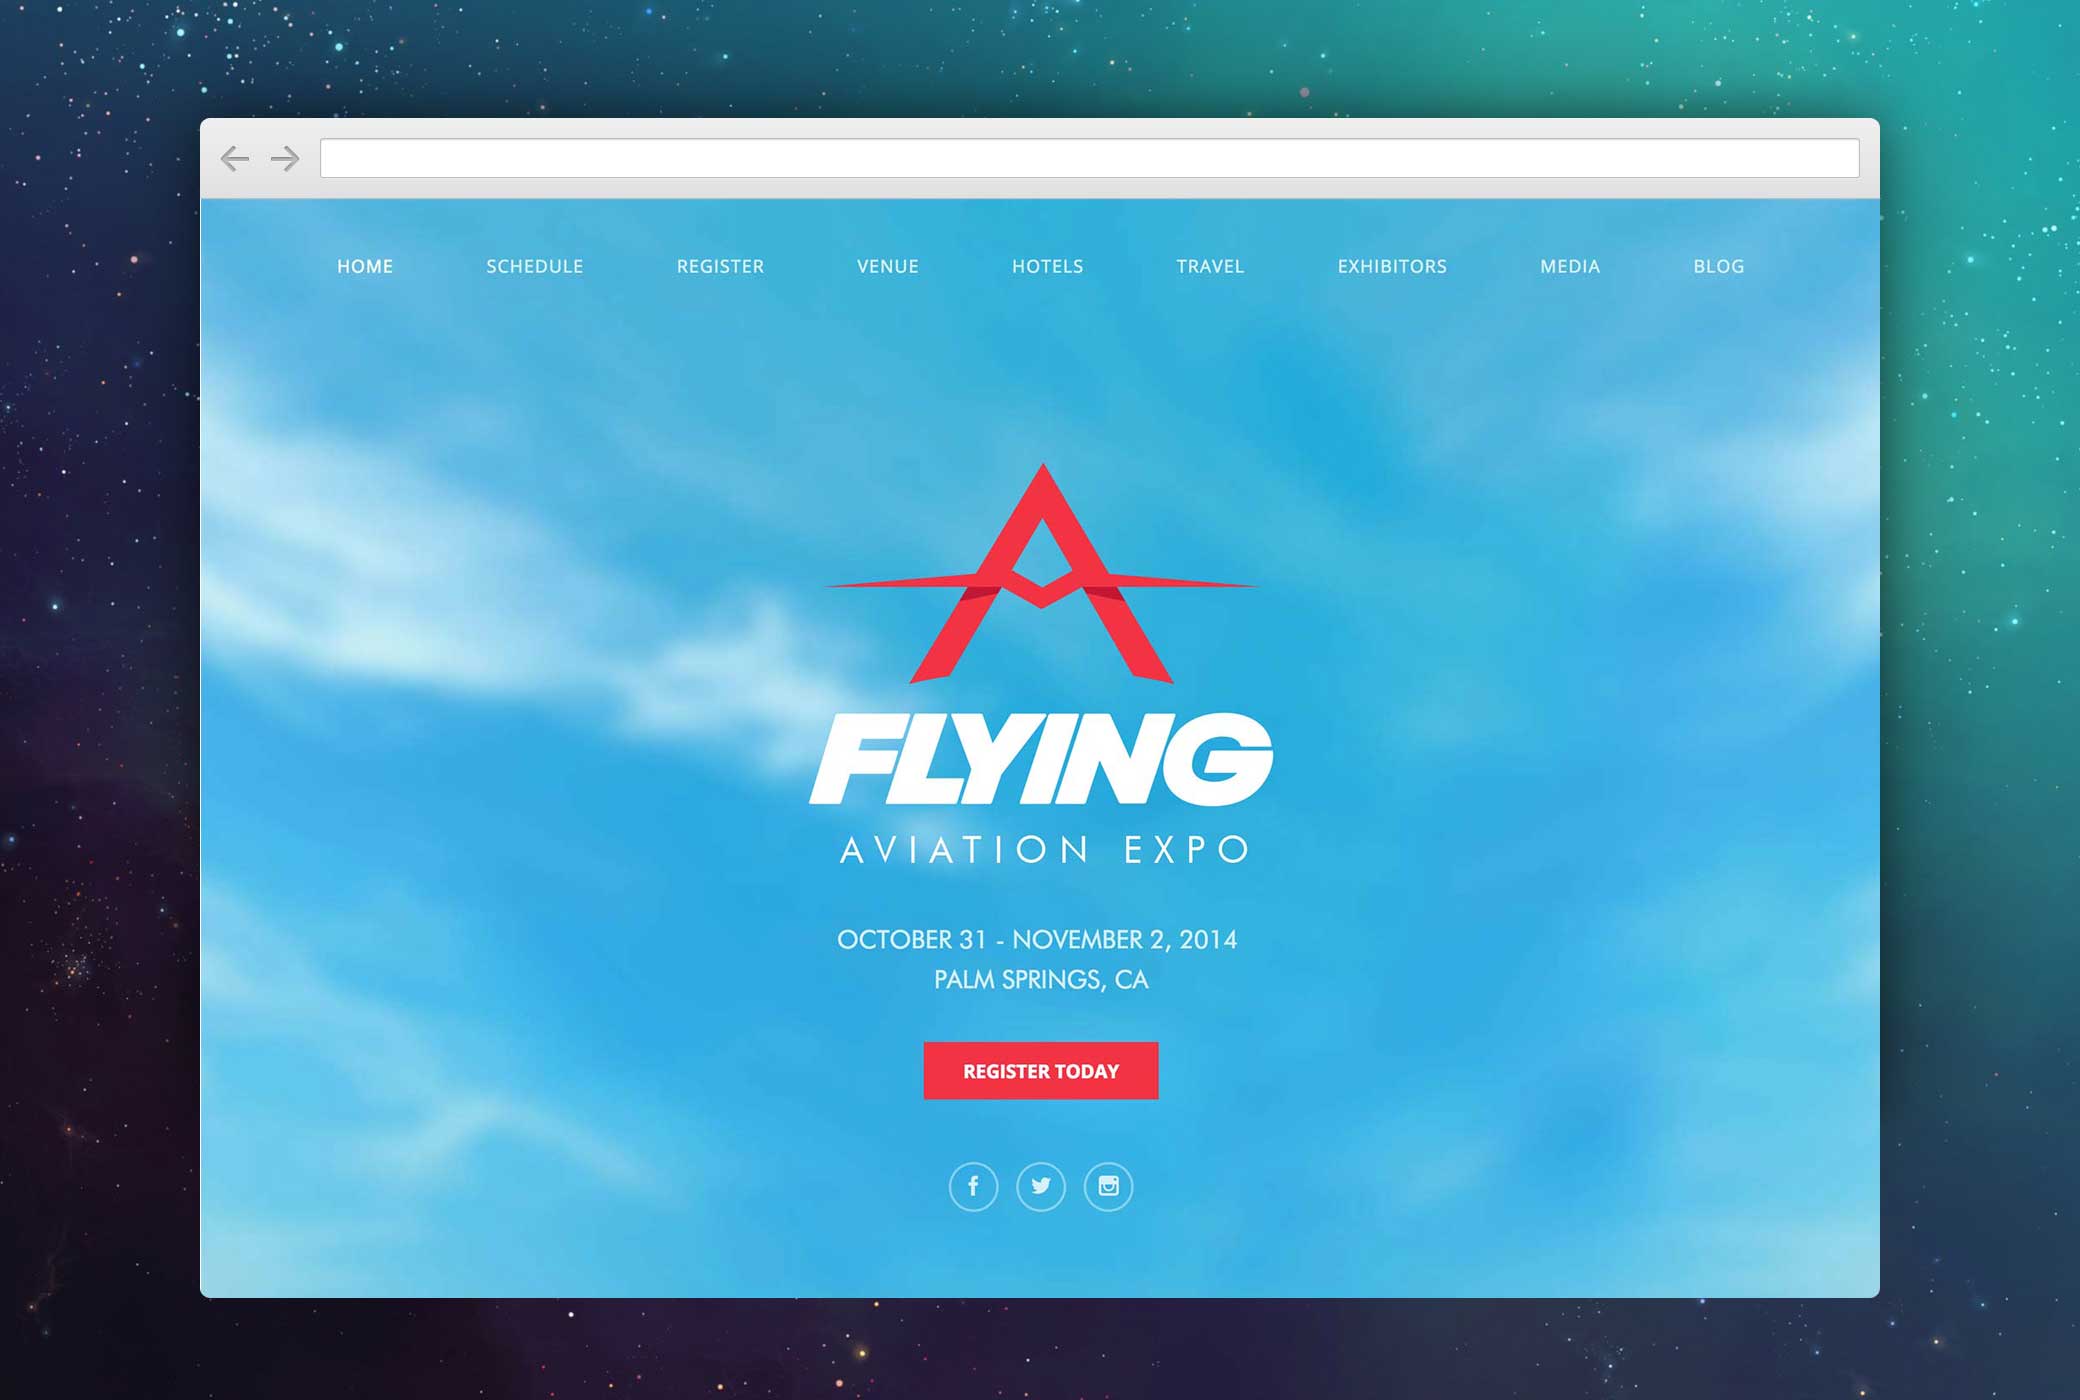 HOME SCHEDULE REGISTER VENUE HOTELS TRAVEL EXHIBITORS MEDIA BLOG
FLYING
AVIATION EXPO
OCTOBER 31 - NOVEMBER 2, 2014
PALM SPRINGS, CA
REGISTER TODAY